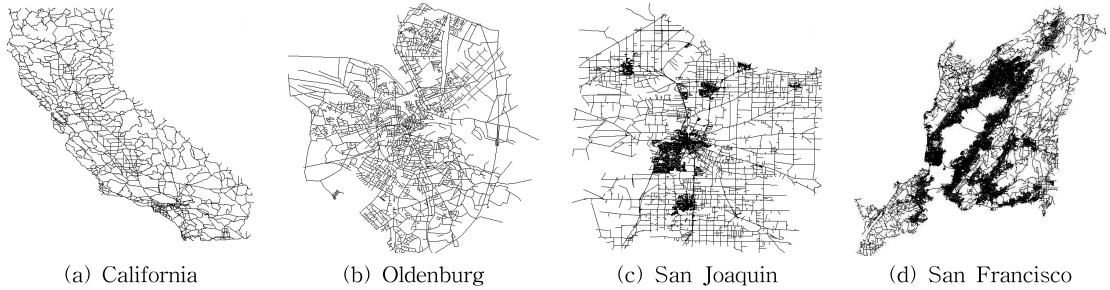 (a) California
(b) Oldenburg
(c) San Joaquin
(d) San Francisco